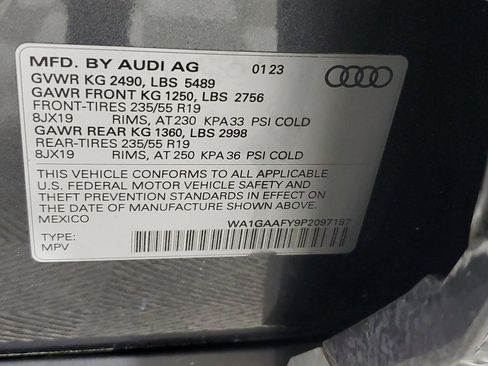 MFD. BY AUDI AG 01 23
GVWR KG 2490, LBS 5489
GAWR FRONT KG 1250, LBS 2756
FRONT-TIRES 235/55 R19
8JX19 RIMS, AT 230 KPA 33 PSI COLD
GAWR REAR KG 1360, LBS 2998
REAR-TIRES 235/55 R19
8JX19 RIMS, AT 250 KPA 36 PSI COLD
THIS VEHICLE CONFORMS TO ALL APPLICABLE
U.S. FEDERAL MOTOR VEHICLE SAFETY AND
THEFT PREVENTION STANDARDS IN EFFECT ON
THE DATE OF MANUFACTURE SHOWN ABOVE.
MEXICO
WA1GAAFY9P2097187
TYPE:
MPV